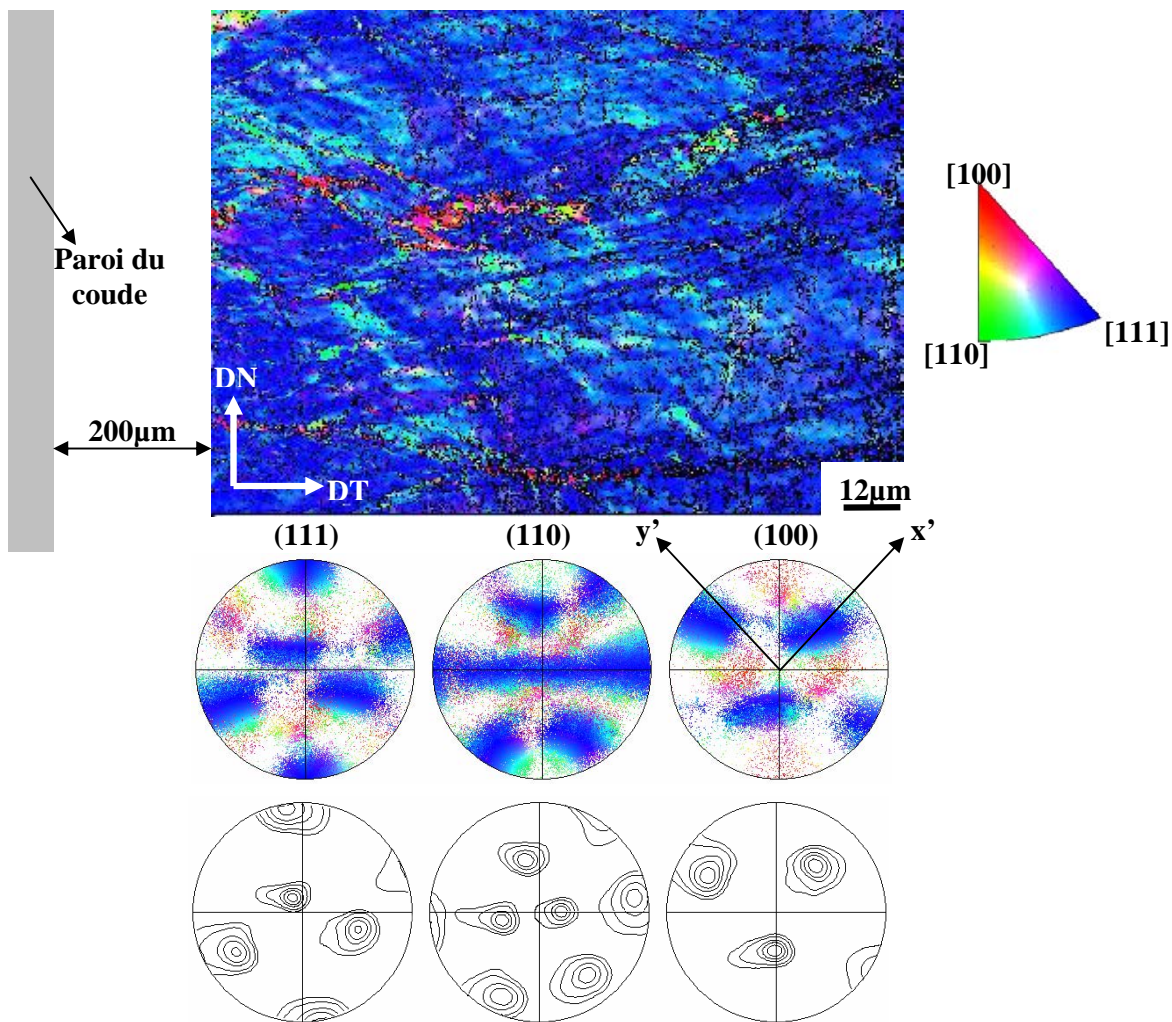 [100]
Paroi du
coude
[110]
[111]
DN
200µm
DT
12µm
(111)
(110)
y’
(100)
x’